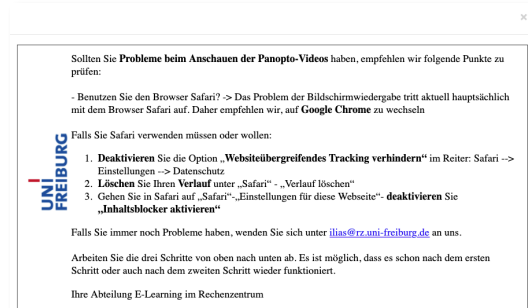 ×
Sollten Sie Probleme beim Anschauen der Panopto-Videos haben, empfehlen wir folgende Punkte zu
prüfen:
- Benutzen Sie den Browser Safari? -> Das Problem der Bildschirmwiedergabe tritt aktuell hauptsächlich
mit dem Browser Safari auf. Daher empfehlen wir, auf Google Chrome zu wechseln
UNI
FREIBURG
Falls Sie Safari verwenden müssen oder wollen:
1. Deaktivieren Sie die Option „Websiteübergreifendes Tracking verhindern“ im Reiter: Safari -->
Einstellungen --> Datenschutz
2. Löschen Sie Ihren Verlauf unter „Safari“ - „Verlauf löschen“
3. Gehen Sie in Safari auf „Safari“-„Einstellungen für diese Webseite“- deaktivieren Sie
„Inhaltsblocker aktivieren“
Falls Sie immer noch Probleme haben, wenden Sie sich unter ilias@rz.uni-freiburg.de an uns.
Arbeiten Sie die drei Schritte von oben nach unten ab. Es ist möglich, dass es schon nach dem ersten
Schritt oder auch nach dem zweiten Schritt wieder funktioniert.
Ihre Abteilung E-Learning im Rechenzentrum